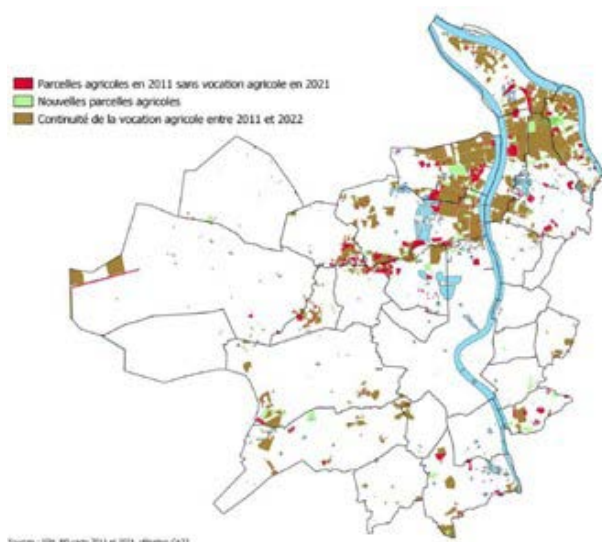 Parcelles agricoles en 2011 sans vocation agricole en 2021
Nouvelles parcelles agricoles
Continuité de la vocation agricole entre 2011 et 2022